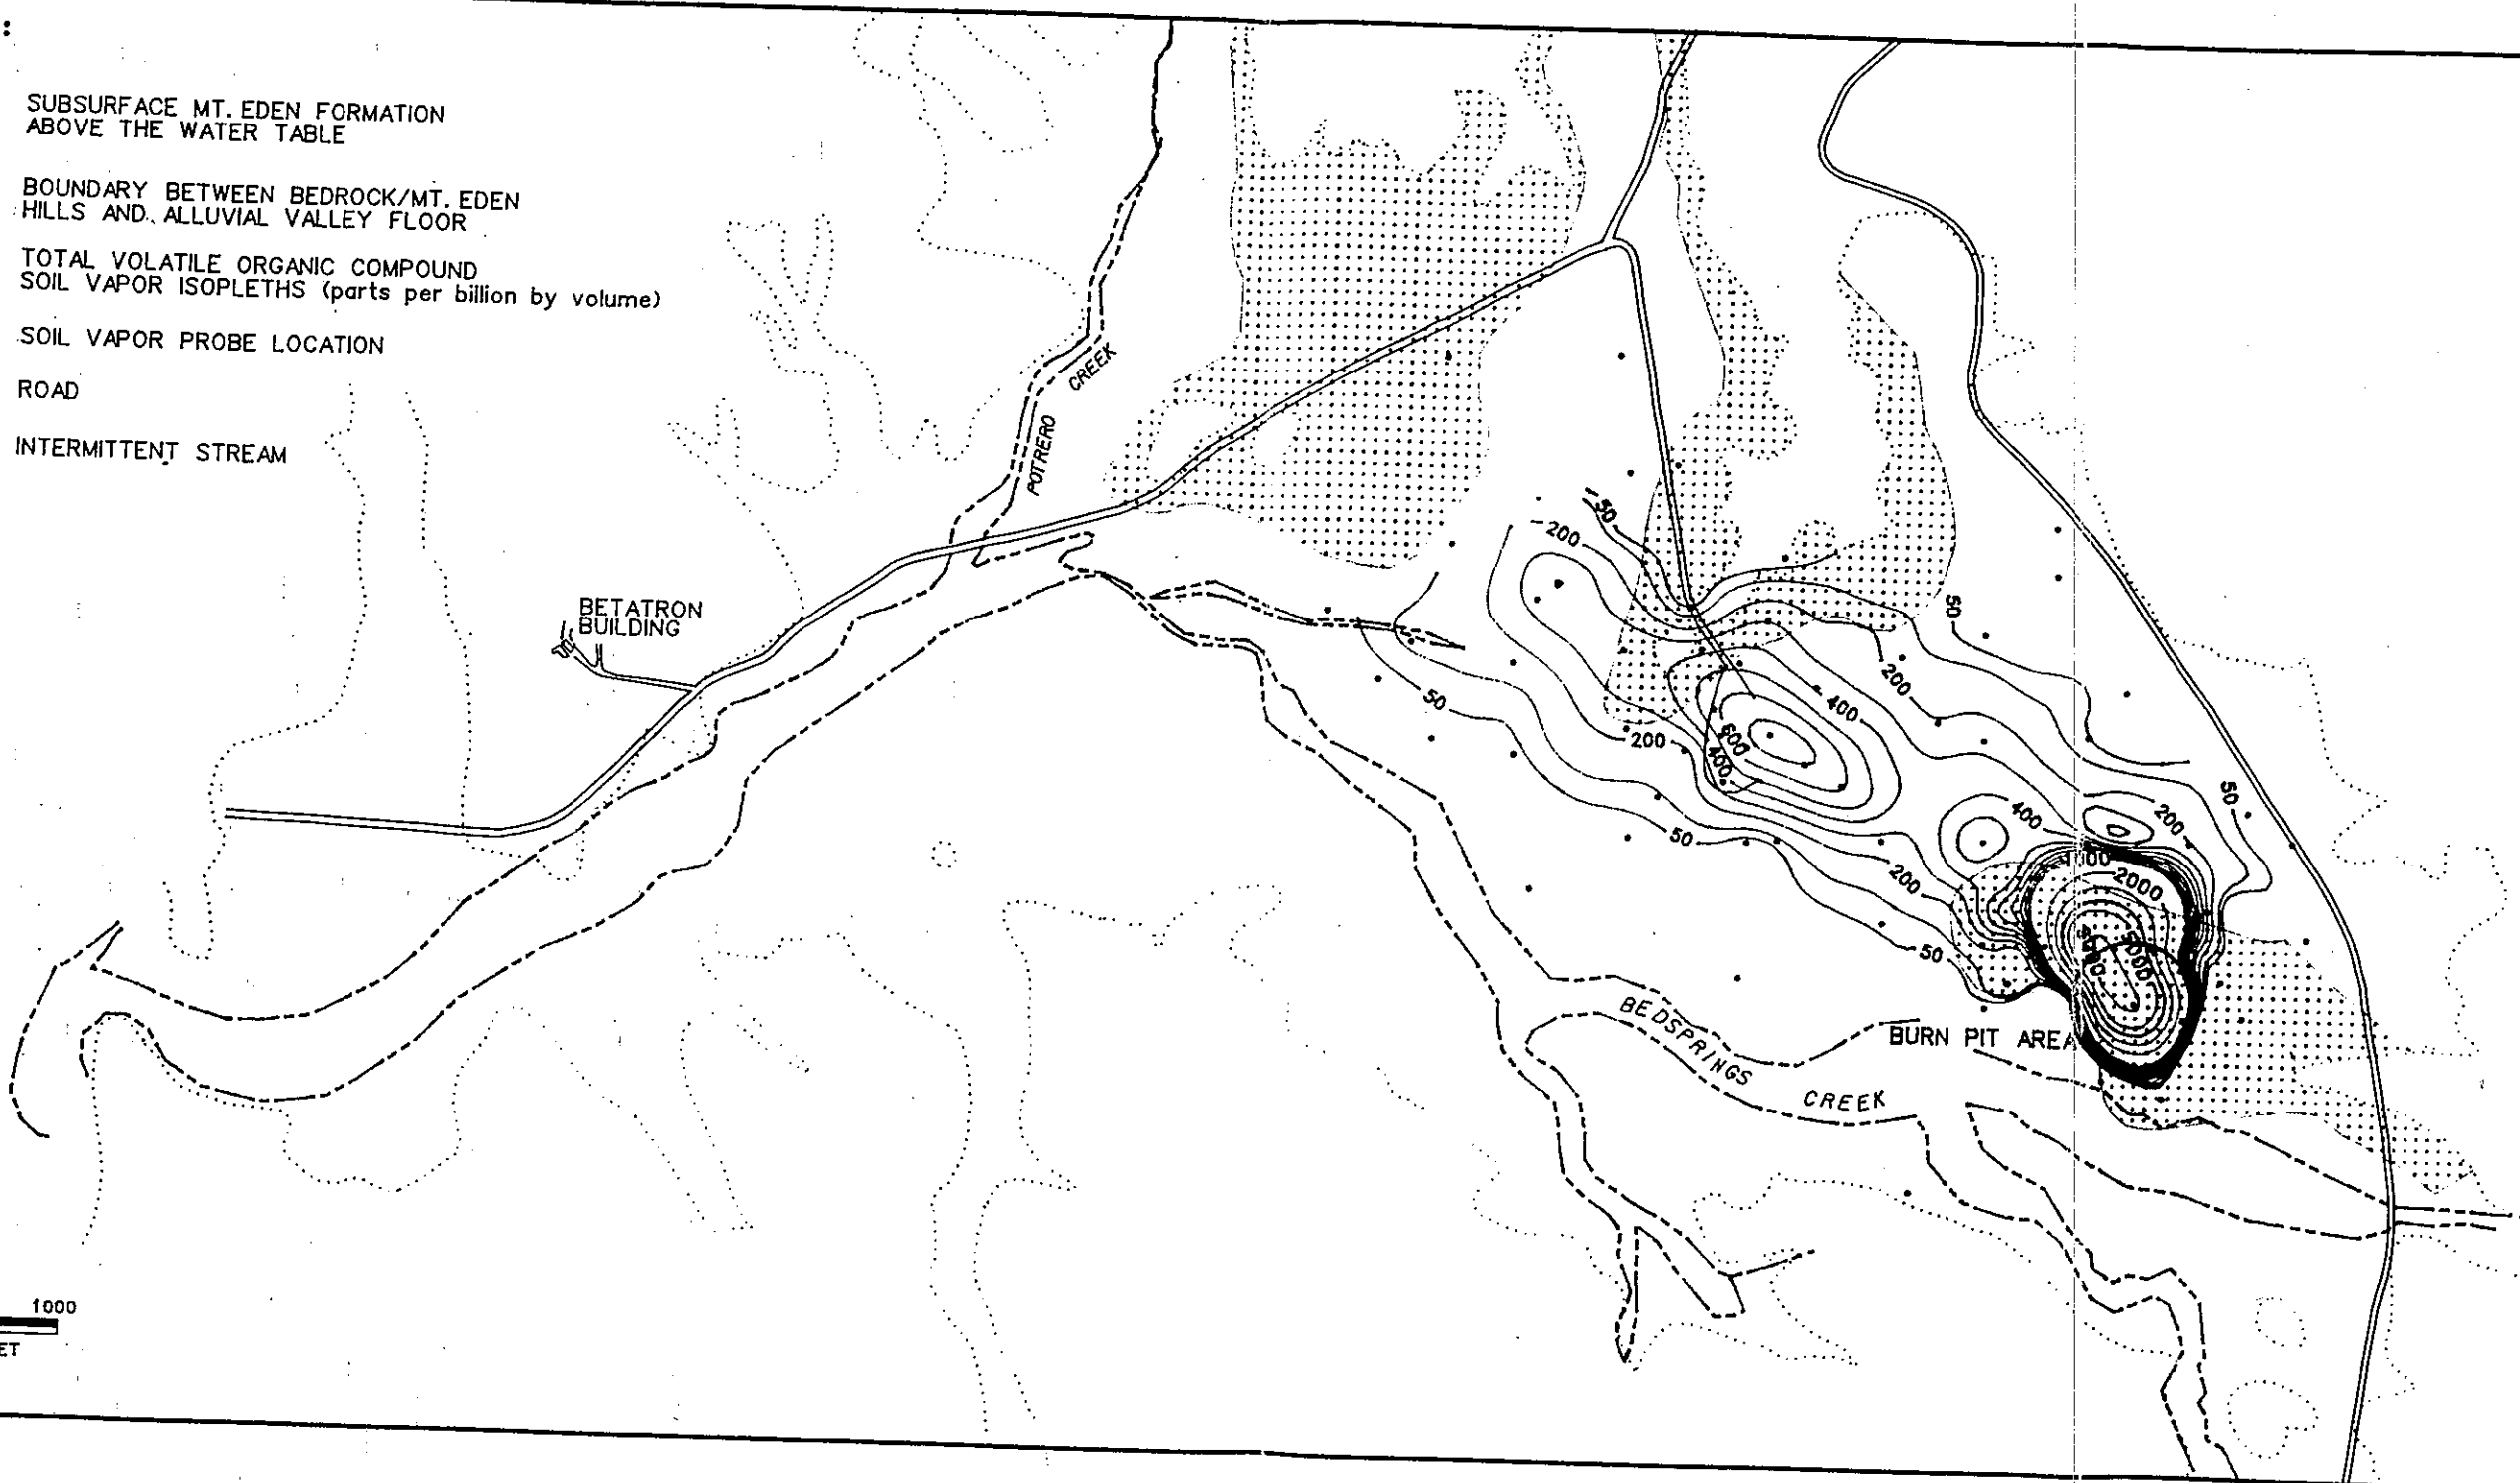 SUBSURFACE MT. EDEN FORMATION
ABOVE THE WATER TABLE
BOUNDARY BETWEEN BEDROCK/MT. EDEN
HILLS AND ALLUVIAL VALLEY FLOOR
TOTAL VOLATILE ORGANIC COMPOUND
SOIL VAPOR ISOPLETHS (parts per billion by volume)
SOIL VAPOR PROBE LOCATION
ROAD
INTERMITTENT STREAM
POTRERO CREEK
BETATRON
BUILDING
50
200
50
200
400
50
200
600
400
50
200
50
400
200
50
2000
5000
BEDSPRINGS CREEK
BURN PIT AREA
1000
ET